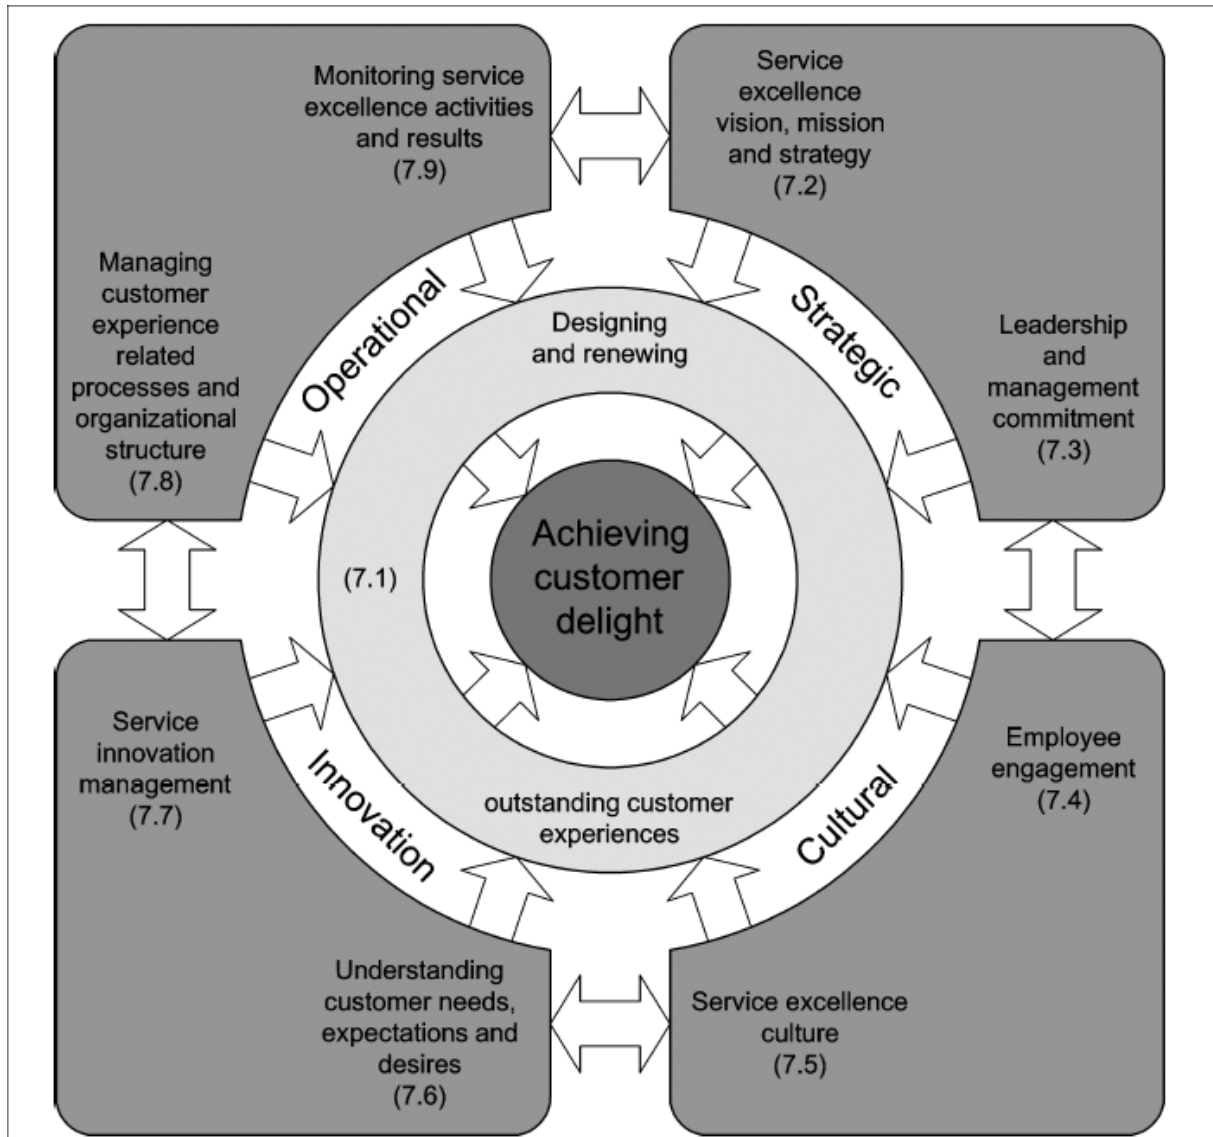 Monitoring service
excellence activities
and results
(7.9)
Service
excellence
vision, mission
and strategy
(7.2)
Managing
customer
experience
related
processes and
organizational
structure
(7.8)
Operational
Strategic
Leadership
and
management
commitment
(7.3)
Designing
and renewing
(7.1)
Achieving
customer
delight
outstanding customer
experiences
Service
innovation
management
(7.7)
Innovation
Cultural
Employee
engagement
(7.4)
Understanding
customer needs,
expectations and
desires
(7.6)
Service excellence
culture
(7.5)